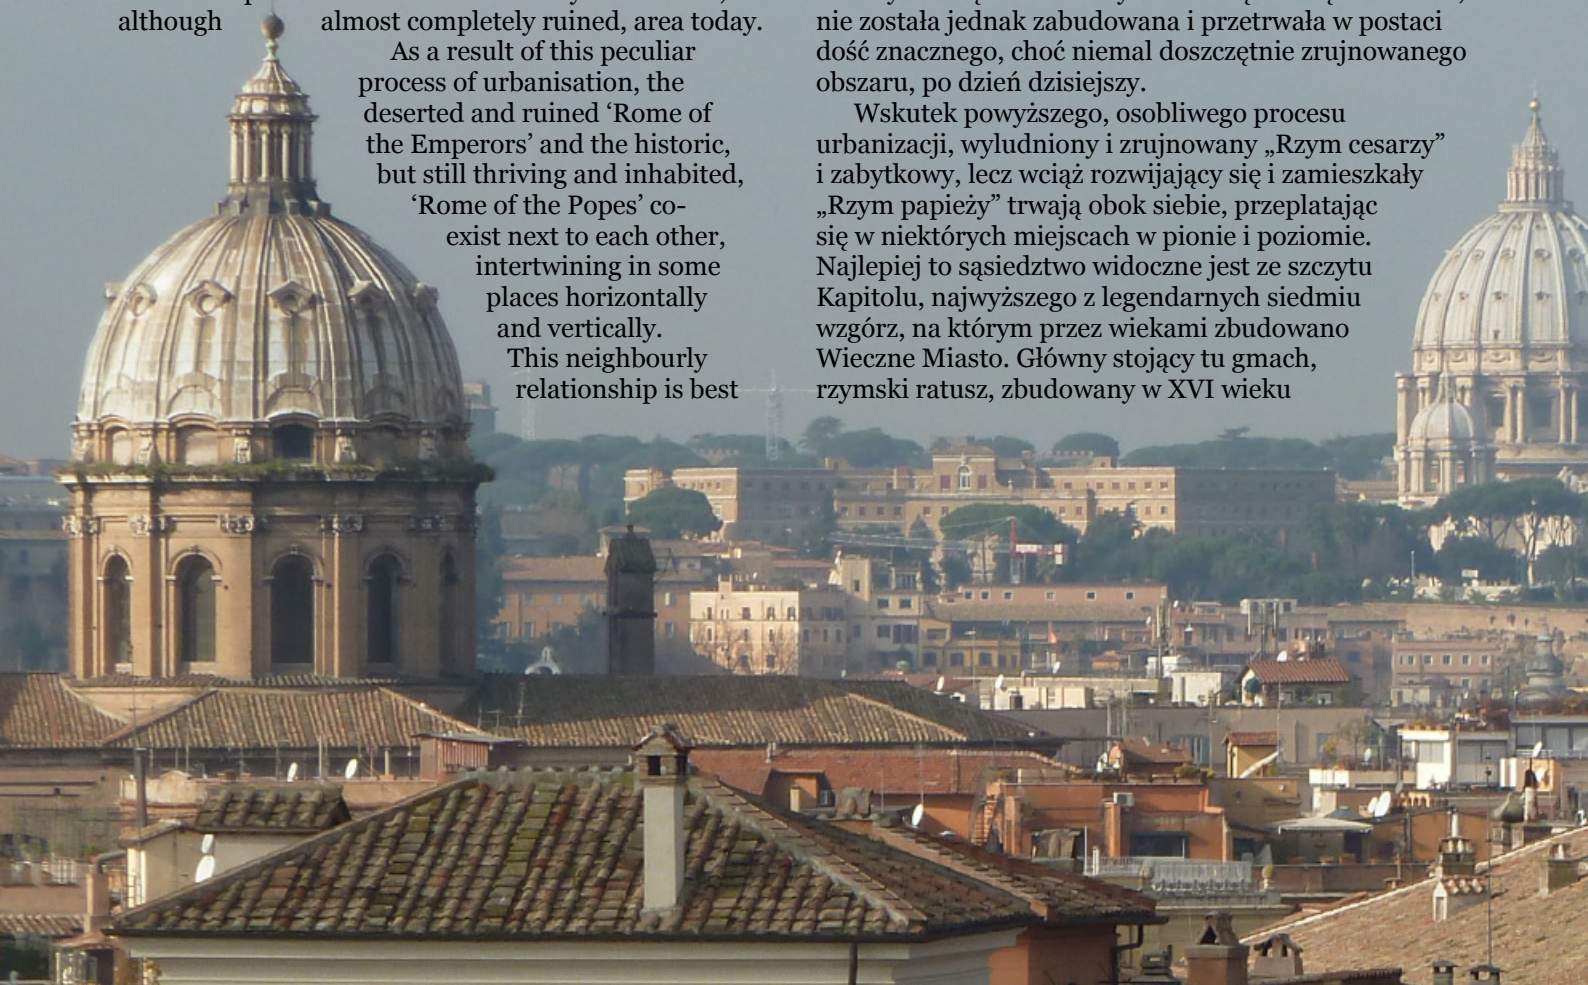 although almost completely ruined, area today.
As a result of this peculiar
process of urbanisation, the
deserted and ruined ‘Rome of
the Emperors’ and the historic,
but still thriving and inhabited,
‘Rome of the Popes’ co-
exist next to each other,
intertwining in some
places horizontally
and vertically.
This neighbourly
relationship is best
nie została jednak zabudowana i przetrwała w postaci
dość znacznego, choć niemal doszczętnie zrujnowanego
obszaru, po dzień dzisiejszy.
Wskutek powyższego, osobliwego procesu
urbanizacji, wyludniony i zrujnowany „Rzym cesarzy”
i zabytkowy, lecz wciąż rozwijający się i zamieszkały
„Rzym papieży” trwają obok siebie, przeplatając
się w niektórych miejscach w pionie i poziomie.
Najlepiej to sąsiedztwo widoczne jest ze szczytu
Kapitolu, najwyższego z legendarnych siedmiu
wzgórz, na którym przez wiekami zbudowano
Wieczne Miasto. Główny stojący tu gmach,
rzymski ratusz, zbudowany w XVI wieku